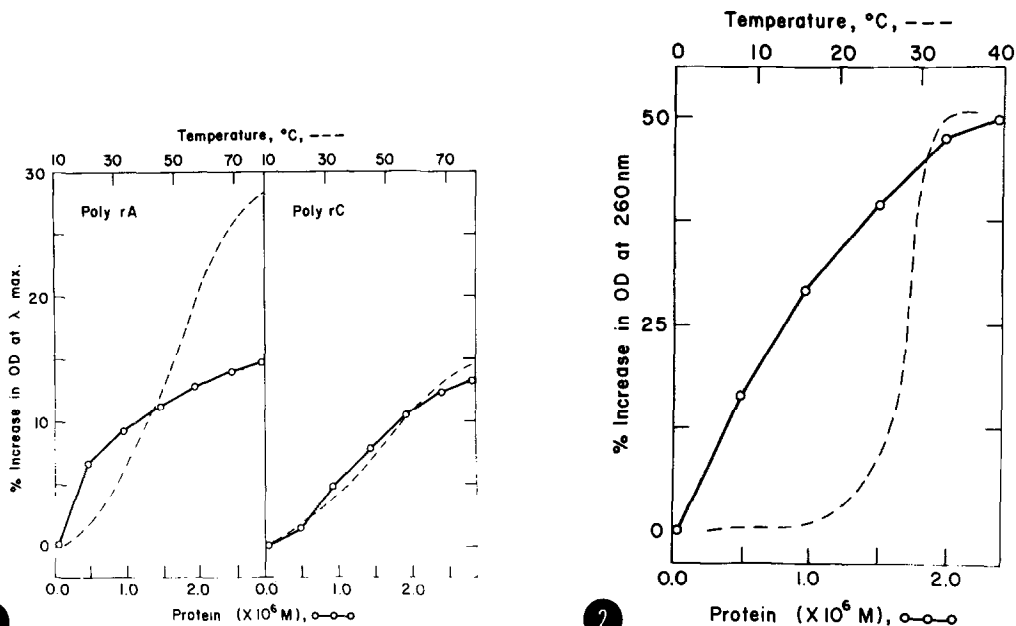 Temperature, °C, ---
10 30 50 70 10 30 50 70
30
20
10
0
% Increase in OD at λ max.
Poly rA
Poly rC
0.0 1.0 2.0 0.0 1.0 2.0
Protein (X10⁶ M), o-o-o
Temperature, °C, ---
0 10 20 30 40
50
25
0
% Increase in OD at 260nm
0.0 1.0 2.0
2
Protein (X10⁶ M), o-o-o